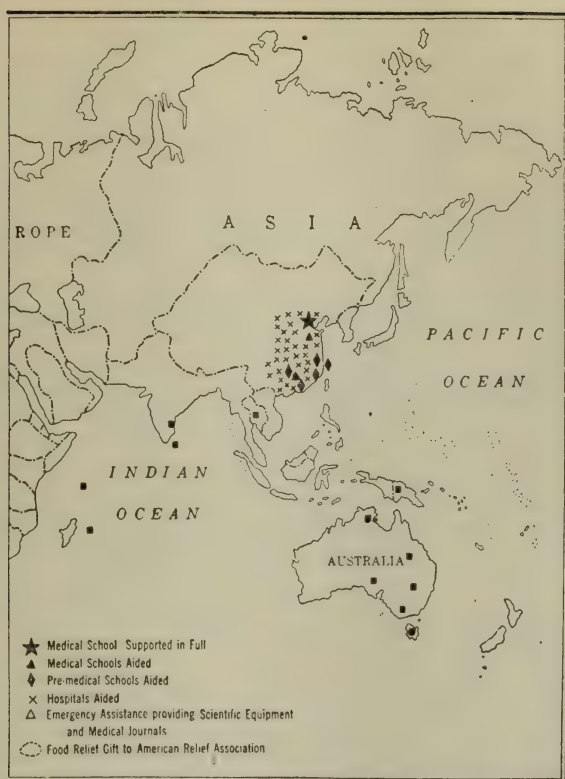 ROPE
ASIA
PACIFIC
OCEAN
INDIAN
OCEAN
AUSTRALIA
Medical School Supported in Full
Medical Schools Aided
Pre-medical Schools Aided
Hospitals Aided
Emergency Assistance providing Scientific Equipment
and Medical Journals
Food Relief Gift to American Relief Association